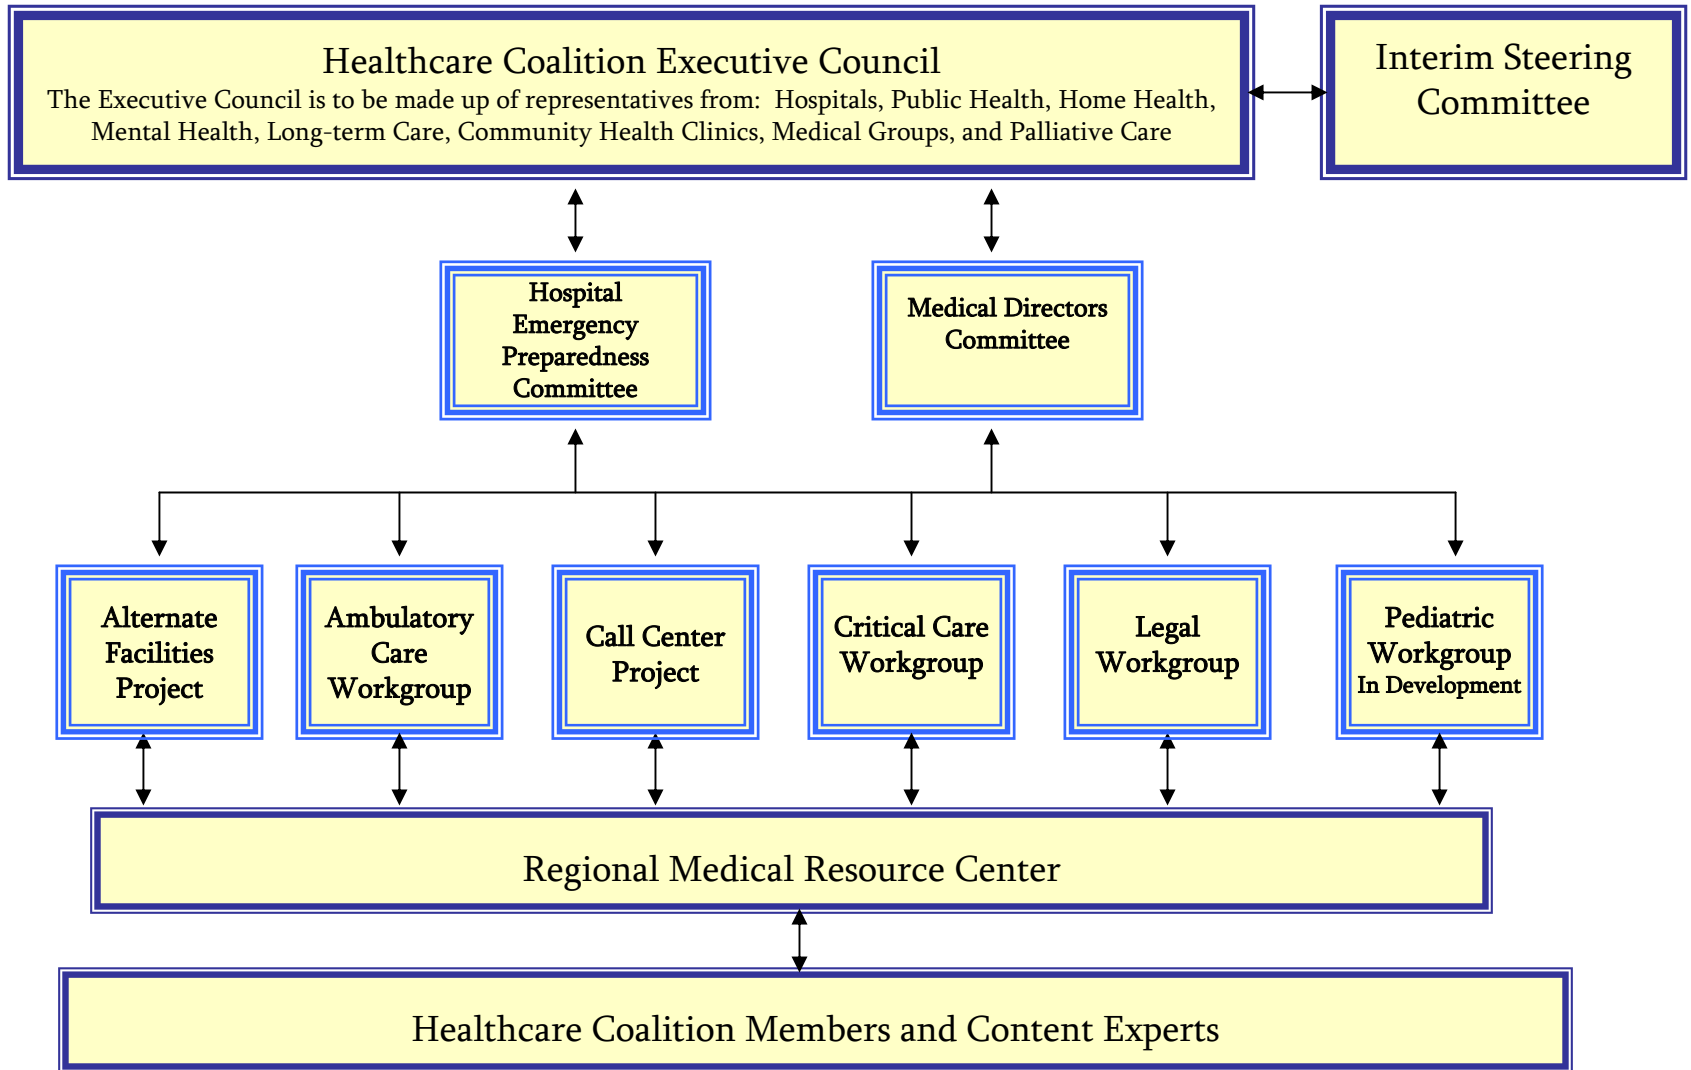 Healthcare Coalition Executive Council
The Executive Council is to be made up of representatives from:  Hospitals, Public Health, Home Health,
Mental Health, Long-term Care, Community Health Clinics, Medical Groups, and Palliative Care
Interim Steering
Committee
Hospital
Emergency
Preparedness
Committee
Medical Directors
Committee
Alternate
Facilities
Project
Ambulatory
Care
Workgroup
Call Center
Project
Critical Care
Workgroup
Legal
Workgroup
Pediatric
Workgroup
In Development
Regional Medical Resource Center
Healthcare Coalition Members and Content Experts